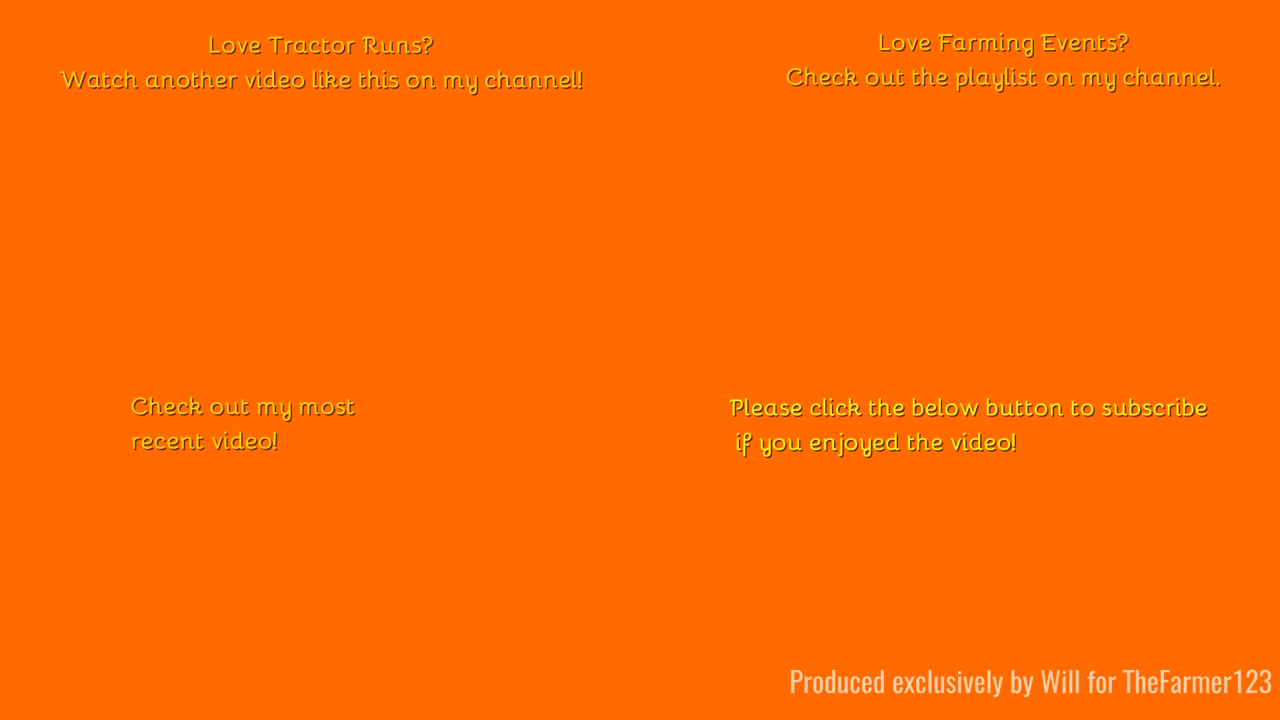 Love Tractor Runs?
Watch another video like this on my channel!
Love Farming Events?
Check out the playlist on my channel.
Check out my most
recent video!
Please click the below button to subscribe
if you enjoyed the video!
Produced exclusively by Will for TheFarmer123